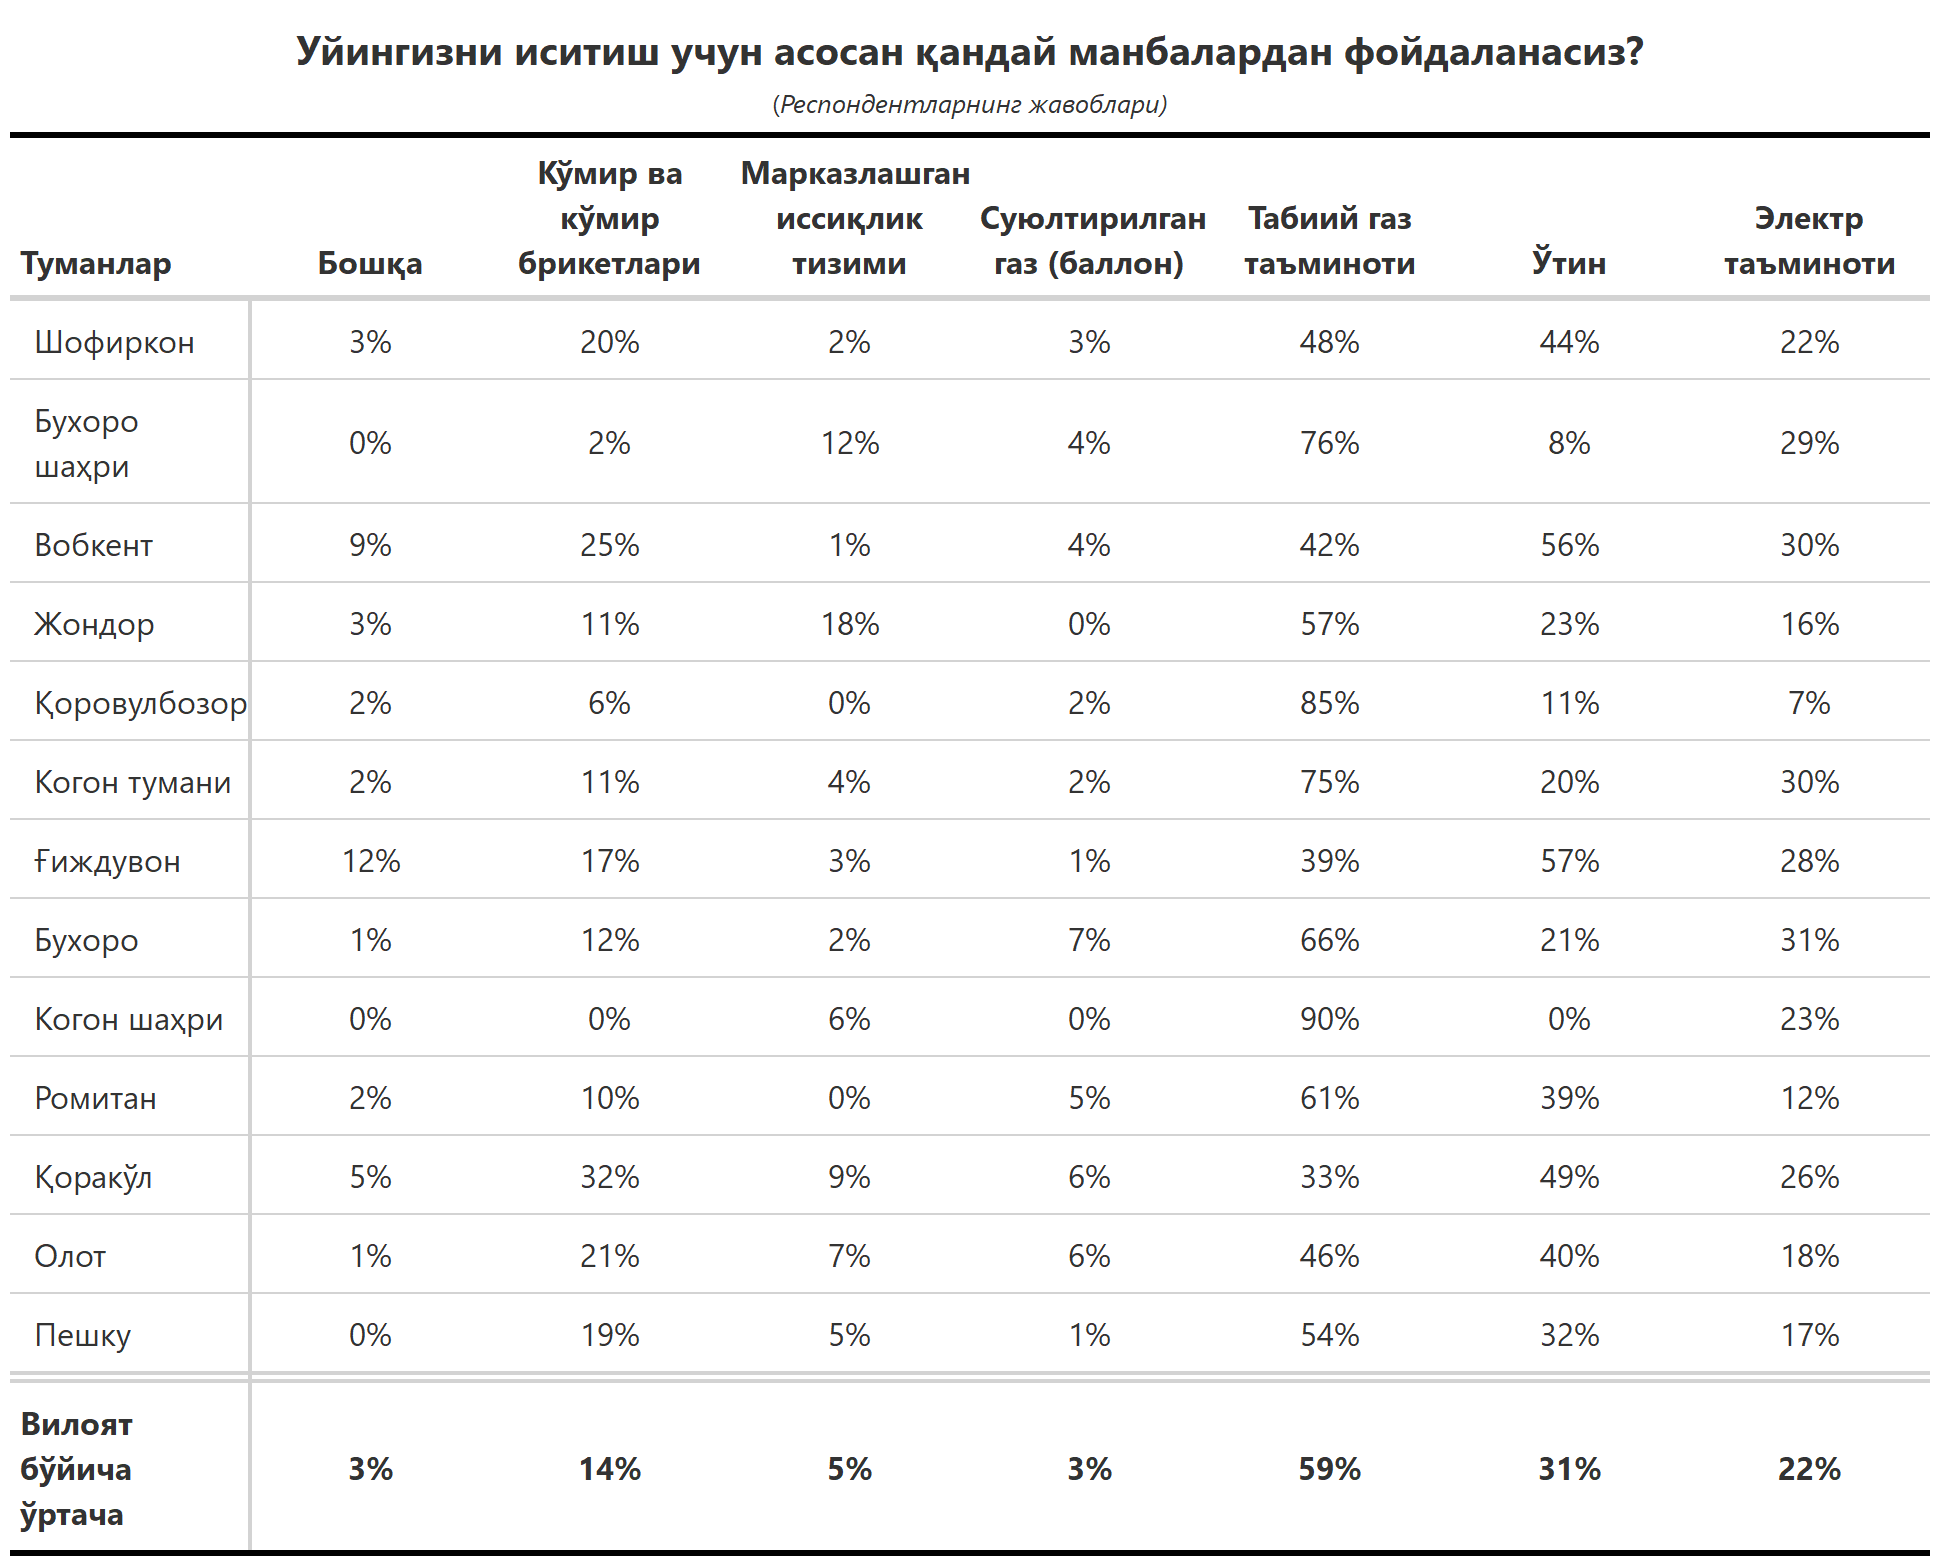 Уйингизни иситиш учун асосан қандай манбалардан фойдаланасиз?
(Респондентларнинг жавоблари)
Туманлар Бошқа Кўмир ва кўмир брикетлари Марказлашган иссиқлик тизими Суюлтирилган газ (баллон) Табиий газ таъминоти Ўтин Электр таъминоти
Шофиркон 3% 20% 2% 3% 48% 44% 22%
Бухоро шаҳри 0% 2% 12% 4% 76% 8% 29%
Вобкент 9% 25% 1% 4% 42% 56% 30%
Жондор 3% 11% 18% 0% 57% 23% 16%
Қоровулбозор 2% 6% 0% 2% 85% 11% 7%
Когон тумани 2% 11% 4% 2% 75% 20% 30%
Ғиждувон 12% 17% 3% 1% 39% 57% 28%
Бухоро 1% 12% 2% 7% 66% 21% 31%
Когон шаҳри 0% 0% 6% 0% 90% 0% 23%
Ромитан 2% 10% 0% 5% 61% 39% 12%
Қоракўл 5% 32% 9% 6% 33% 49% 26%
Олот 1% 21% 7% 6% 46% 40% 18%
Пешку 0% 19% 5% 1% 54% 32% 17%
Вилоят бўйича ўртача 3% 14% 5% 3% 59% 31% 22%